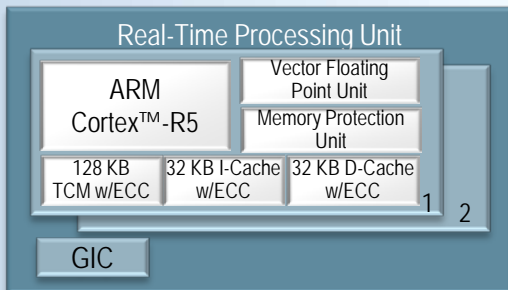 Real-Time Processing Unit
ARM
Cortex™-R5
Vector Floating
Point Unit
Memory Protection
Unit
128 KB
TCM w/ECC
32 KB I-Cache
w/ECC
32 KB D-Cache
w/ECC
1
2
GIC